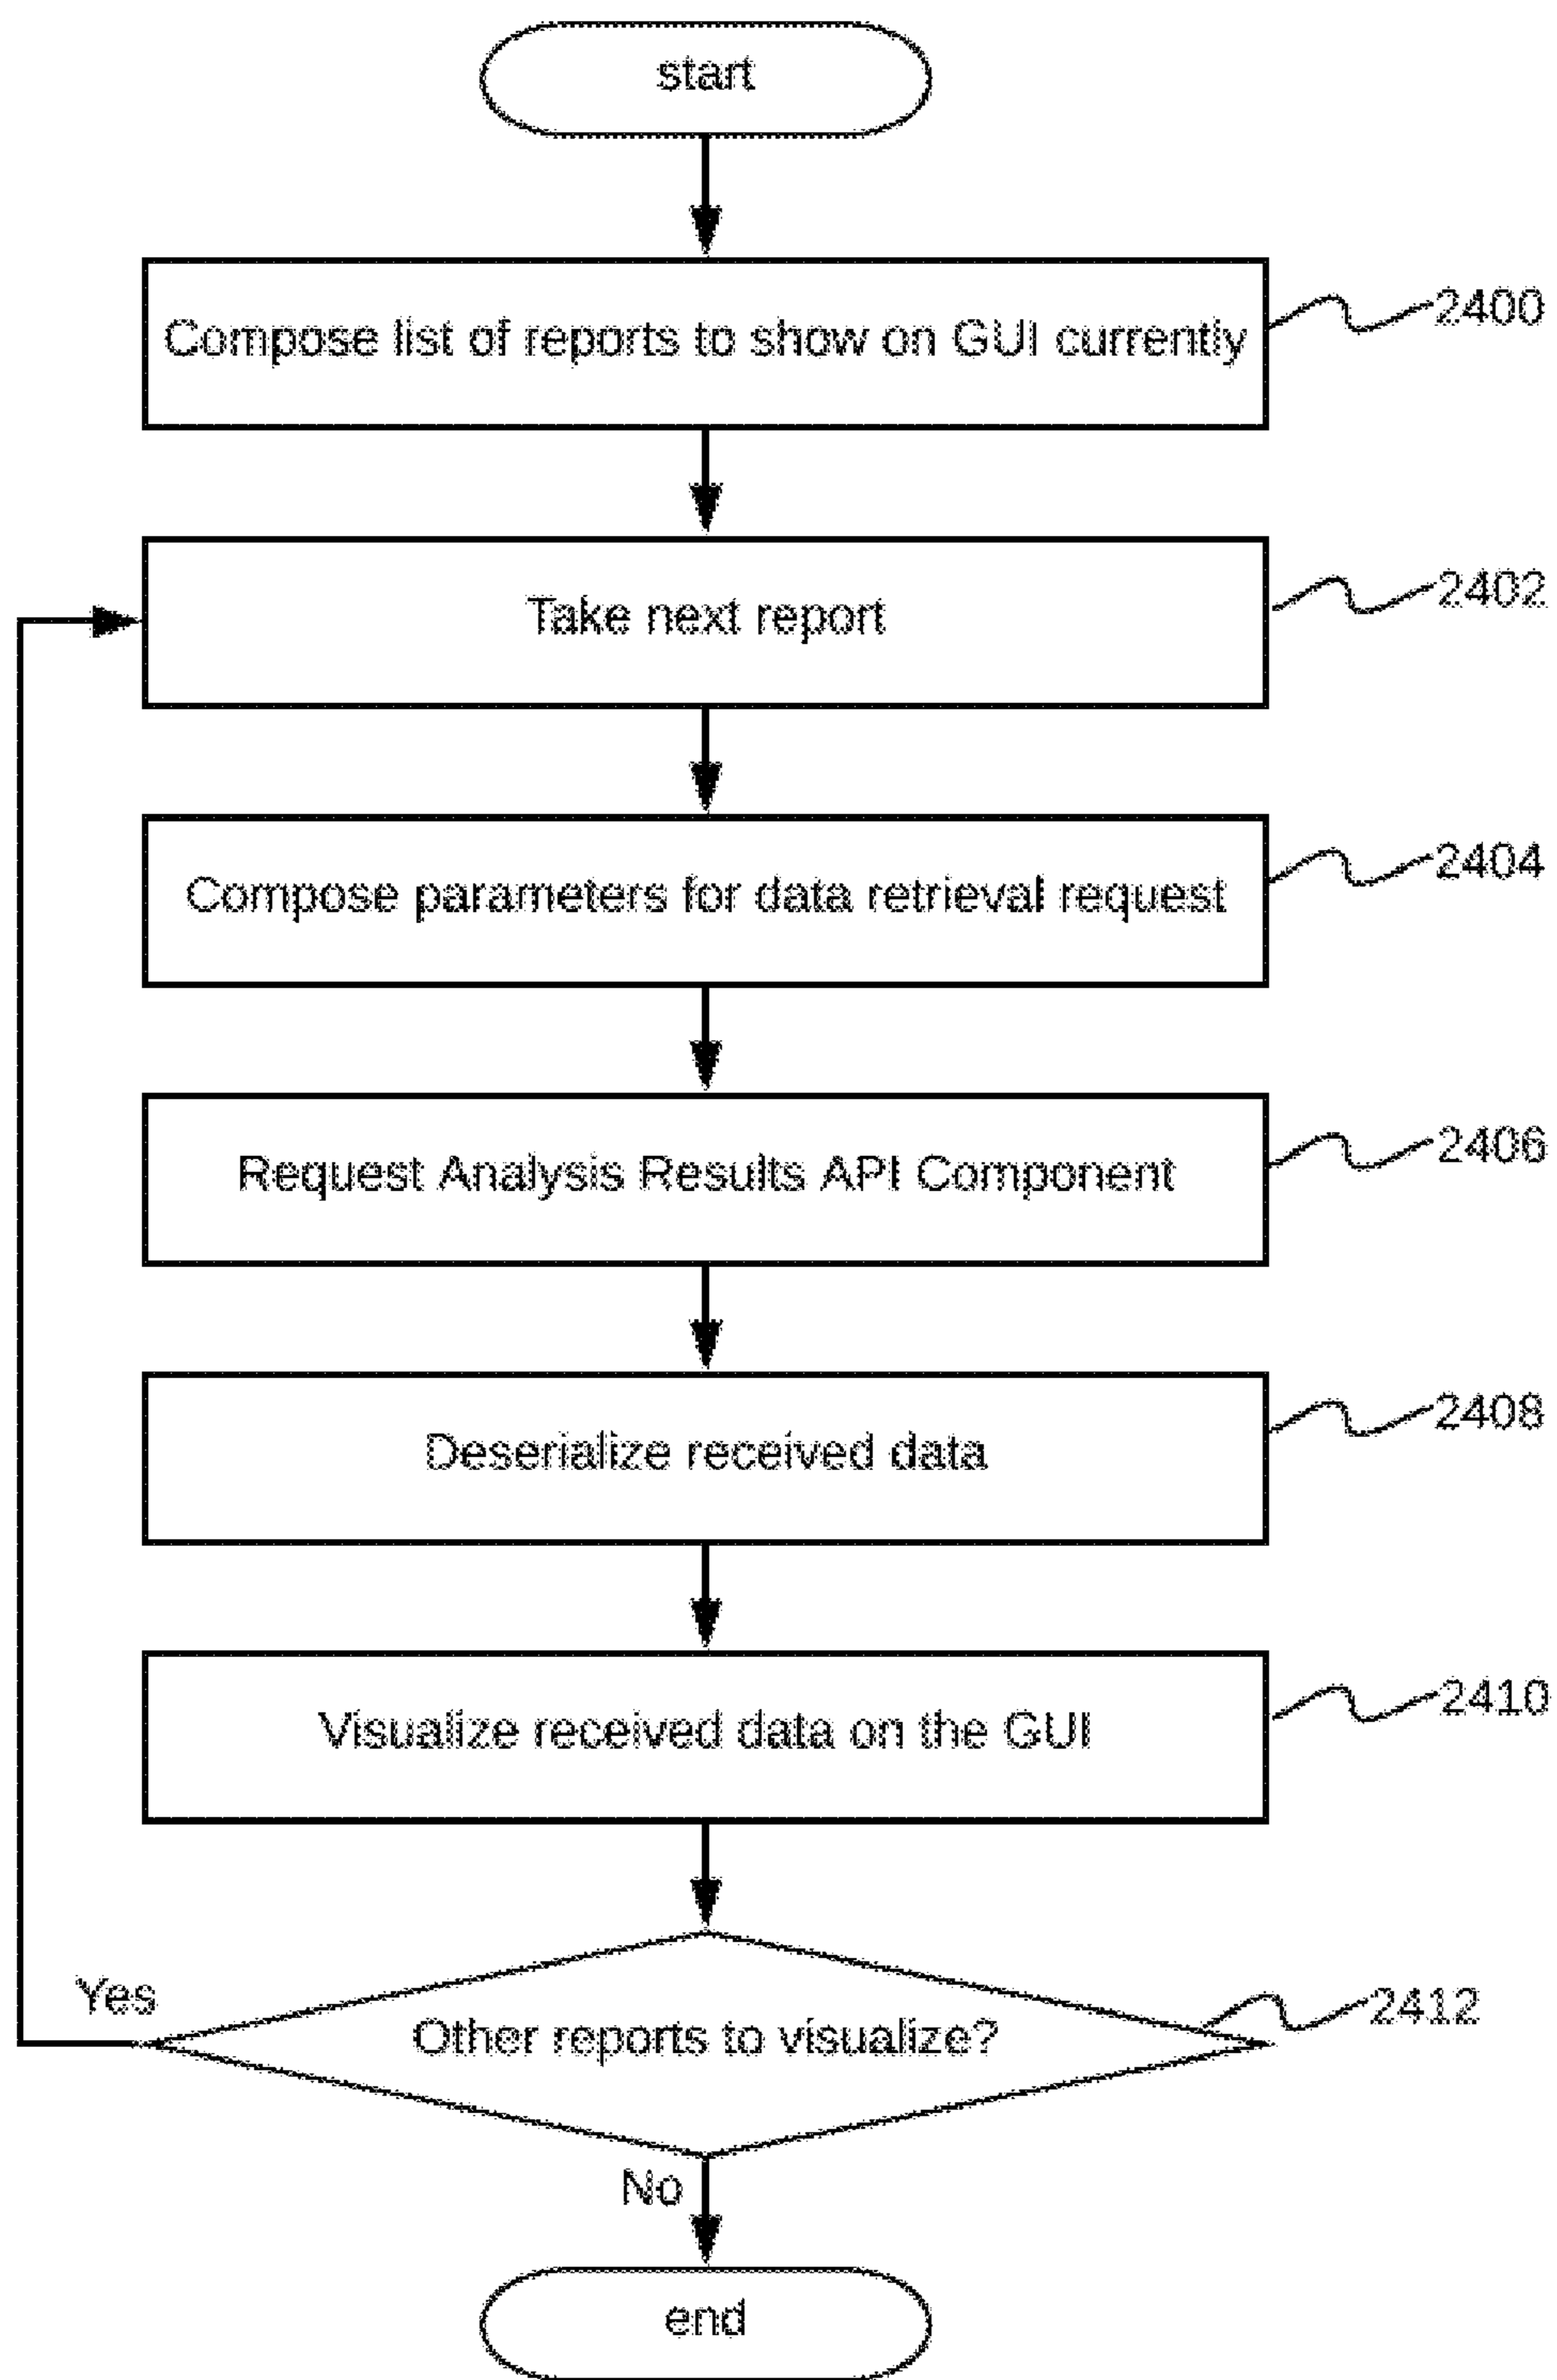 start
Compose list of reports to show on GUI currently
2400
Take next report
2402
Compose parameters for data retrieval request
2404
Request Analysis Results API Component
2406
Deserialize received data
2408
Visualize received data on the GUI
2410
Yes
Other reports to visualize?
2412
No
end